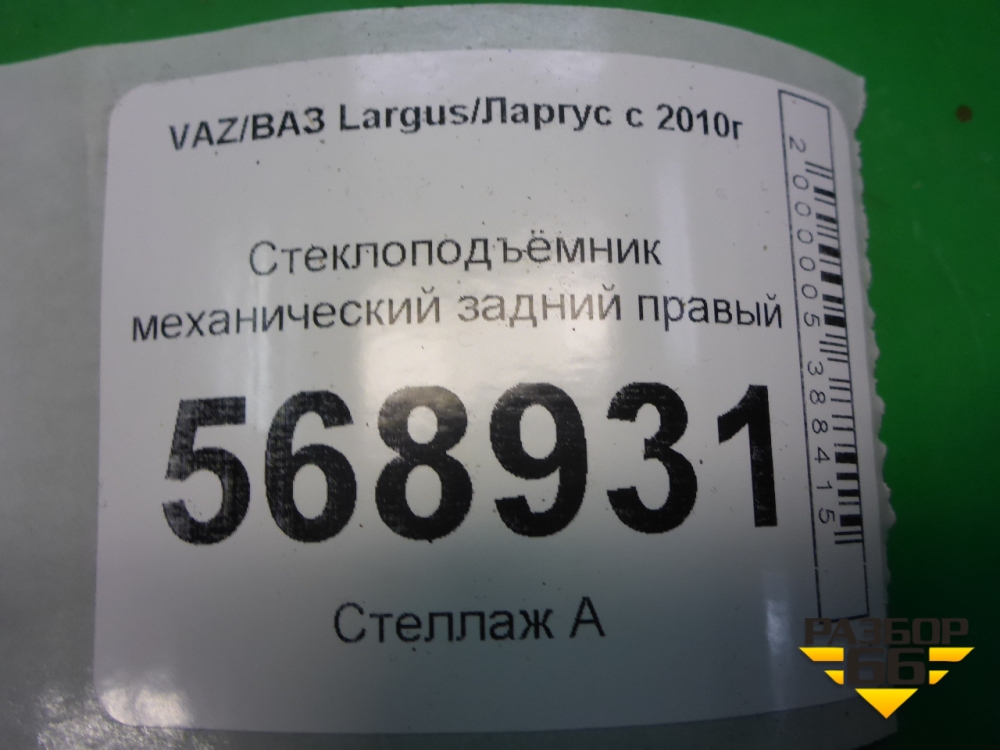 VAZ/ВАЗ Largus/Ларгус с 2010г
Стеклоподъёмник
механический задний правый
568931
Стеллаж А
2000005388415
РАЗБОР
66